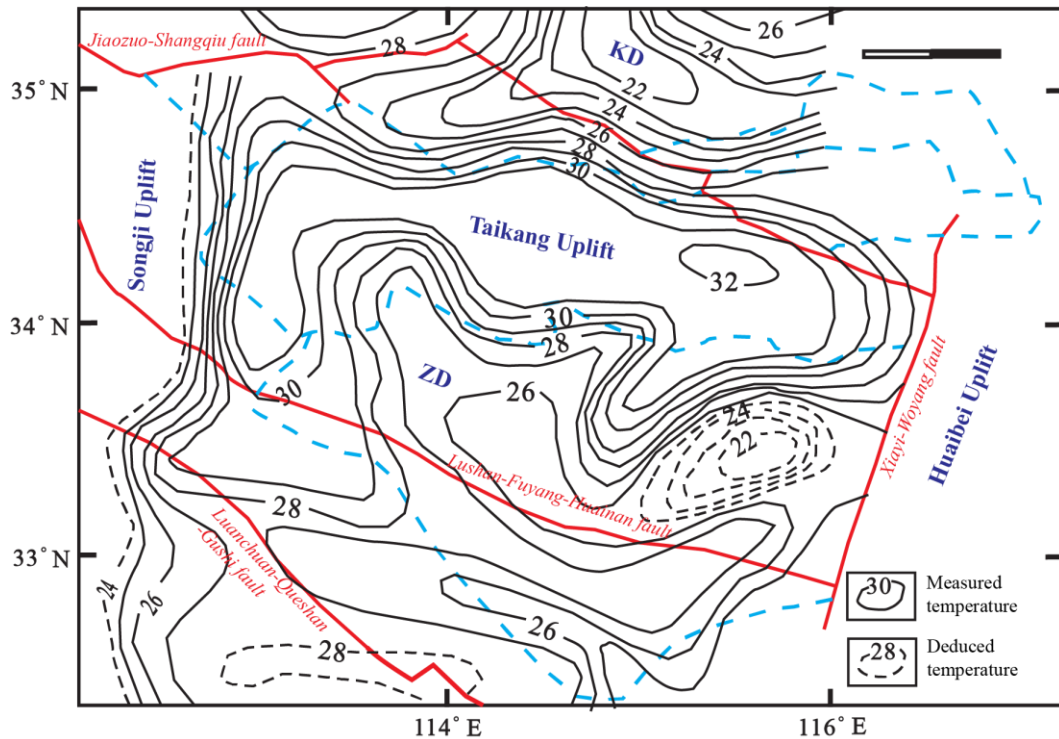 28
26
Jiaozuo-Shangqiu fault
KD
24
35° N
22
24
26
28
30
Songji Uplift
Taikang Uplift
32
34° N
30
28
ZD
26
30
24
22
Xiayi-Woyang fault
Huaibei Uplift
Lushan-Fuyang-Huainan fault
28
Luanchuan-Queshan
-Gushi fault
33° N
24
26
26
28
30
Measured
temperature
28
Deduced
temperature
114° E
116° E